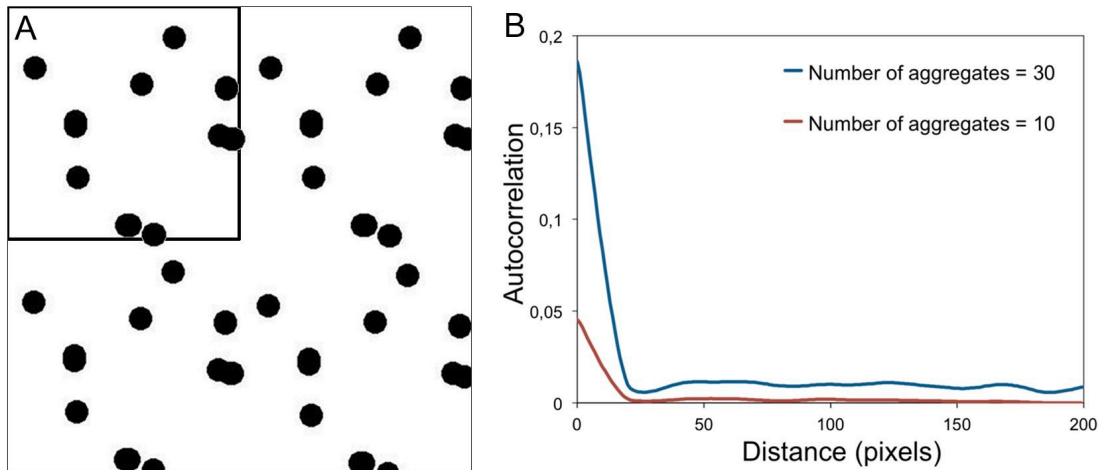 A
B
0,2
0,15
0,1
0,05
0
Autocorrelation
Number of aggregates = 30
Number of aggregates = 10
0
50
100
150
200
Distance (pixels)